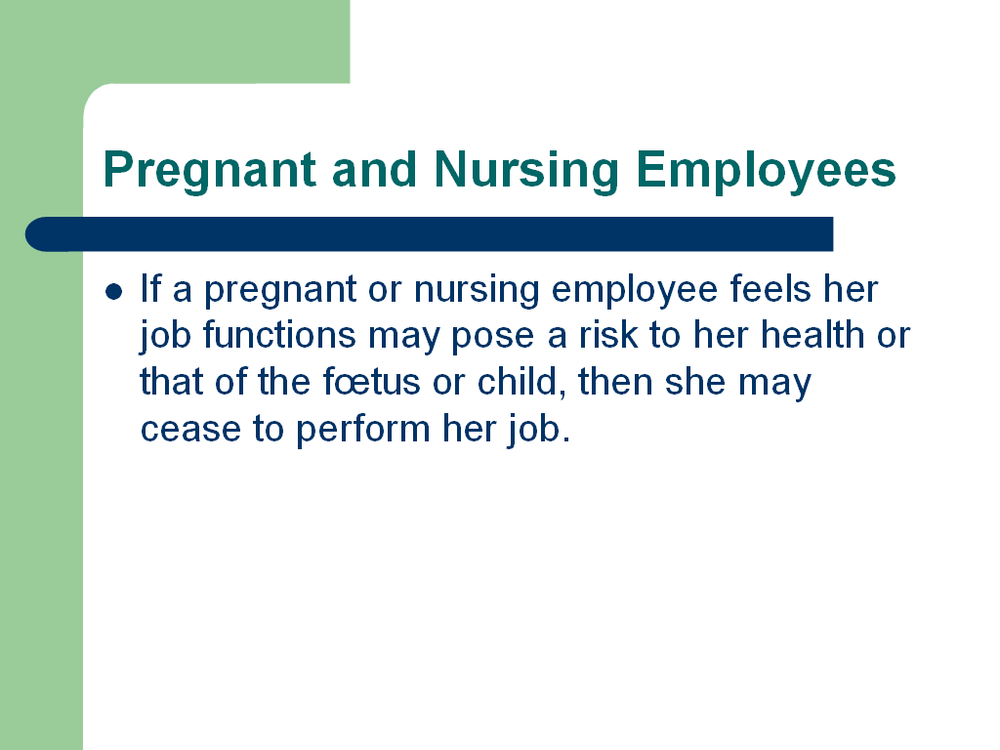 Pregnant and Nursing Employees
● If a pregnant or nursing employee feels her
job functions may pose a risk to her health or
that of the fœtus or child, then she may
cease to perform her job.